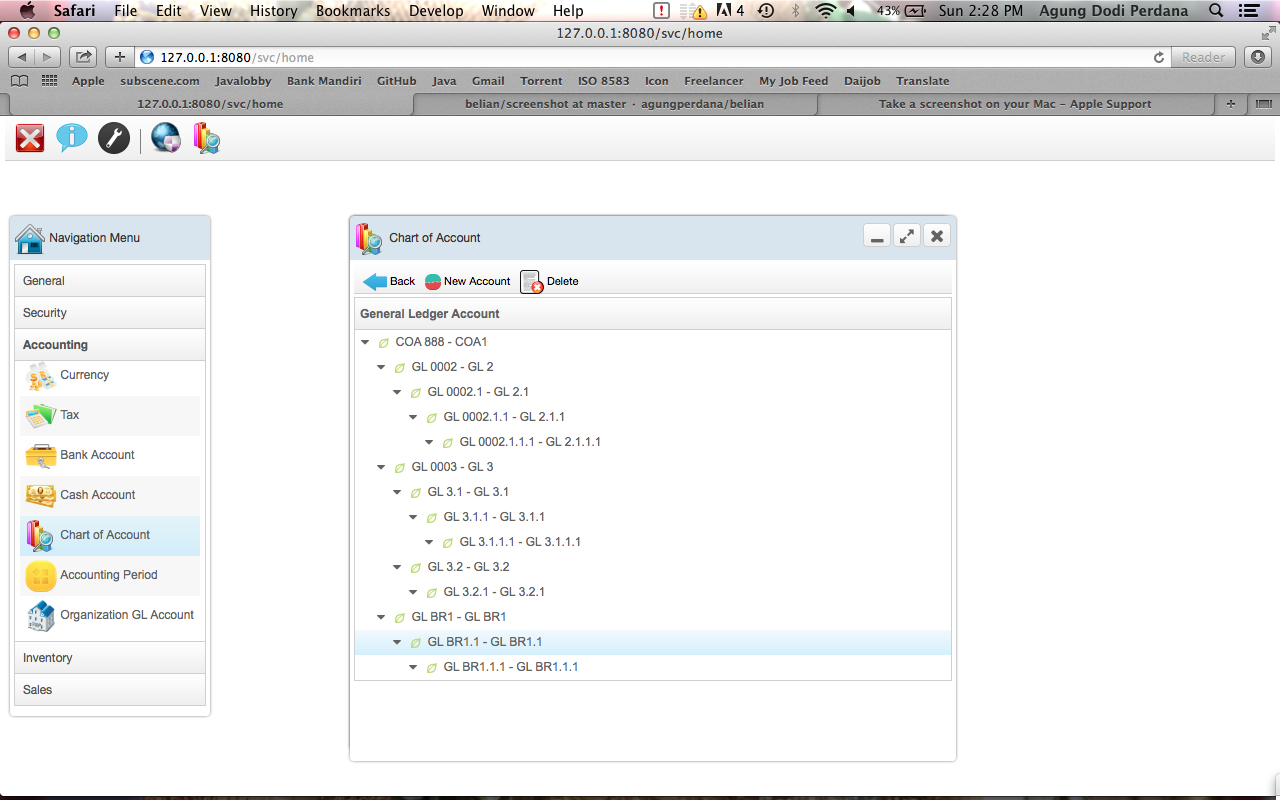 Safari File Edit View History Bookmarks Develop Window Help 4 43% Sun 2:28 PM Agung Dodi Perdana
127.0.0.1:8080/svc/home
127.0.0.1:8080/svc/home Reader
Apple subscene.com Javalobby Bank Mandiri GitHub Java Gmail Torrent ISO 8583 Icon Freelancer My Job Feed Daijob Translate
127.0.0.1:8080/svc/home belian/screenshot at master · agungperdana/belian Take a screenshot on your Mac - Apple Support
Navigation Menu
General
Security
Accounting
Currency
Tax
Bank Account
Cash Account
Chart of Account
Accounting Period
Organization GL Account
Inventory
Sales
Chart of Account
Back New Account Delete
General Ledger Account
COA 888 - COA1
GL 0002 - GL 2
GL 0002.1 - GL 2.1
GL 0002.1.1 - GL 2.1.1
GL 0002.1.1.1 - GL 2.1.1.1
GL 0003 - GL 3
GL 3.1 - GL 3.1
GL 3.1.1 - GL 3.1.1
GL 3.1.1.1 - GL 3.1.1.1
GL 3.2 - GL 3.2
GL 3.2.1 - GL 3.2.1
GL BR1 - GL BR1
GL BR1.1 - GL BR1.1
GL BR1.1.1 - GL BR1.1.1